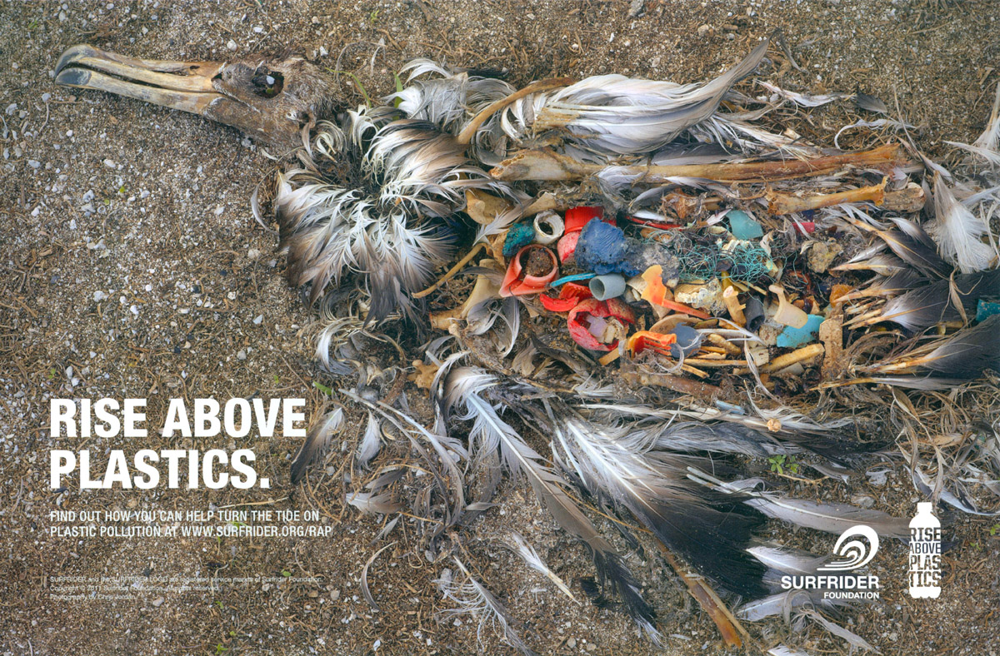 RISE ABOVE
PLASTICS.
FIND OUT HOW YOU CAN HELP TURN THE TIDE ON
PLASTIC POLLUTION AT WWW.SURFRIDER.ORG/RAP
SURFRIDER and the SURFRIDER LOGO are registered service marks of Surfrider Foundation.
Copyright © 2011 Surfrider Foundation. All rights reserved.
Photography by Chris Jordan.
SURFRIDER
FOUNDATION
RISE
ABOVE
PLAS
TICS